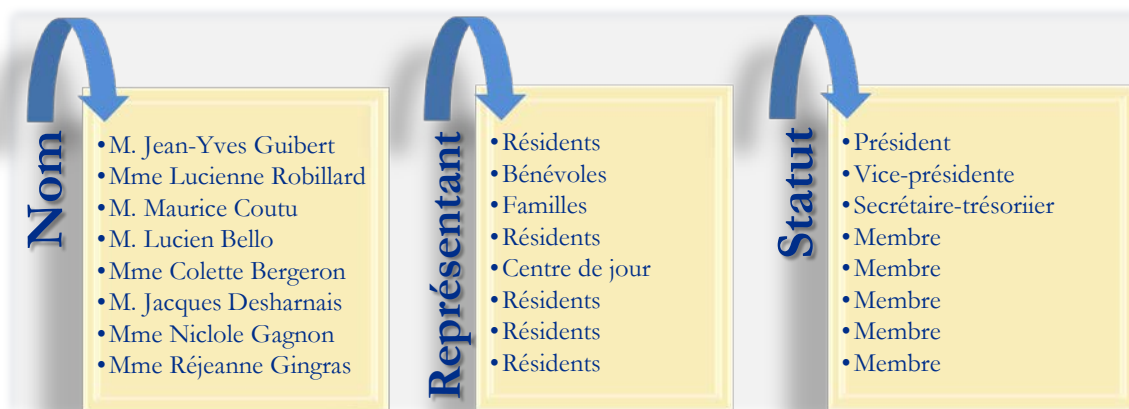 Nom
• M. Jean-Yves Guibert
• Mme Lucienne Robillard
• M. Maurice Coutu
• M. Lucien Bello
• Mme Colette Bergeron
• M. Jacques Desharnais
• Mme Niclole Gagnon
• Mme Réjeanne Gingras
Représentant
• Résidents
• Bénévoles
• Familles
• Résidents
• Centre de jour
• Résidents
• Résidents
• Résidents
Statut
• Président
• Vice-présidente
• Secrétaire-trésoriier
• Membre
• Membre
• Membre
• Membre
• Membre